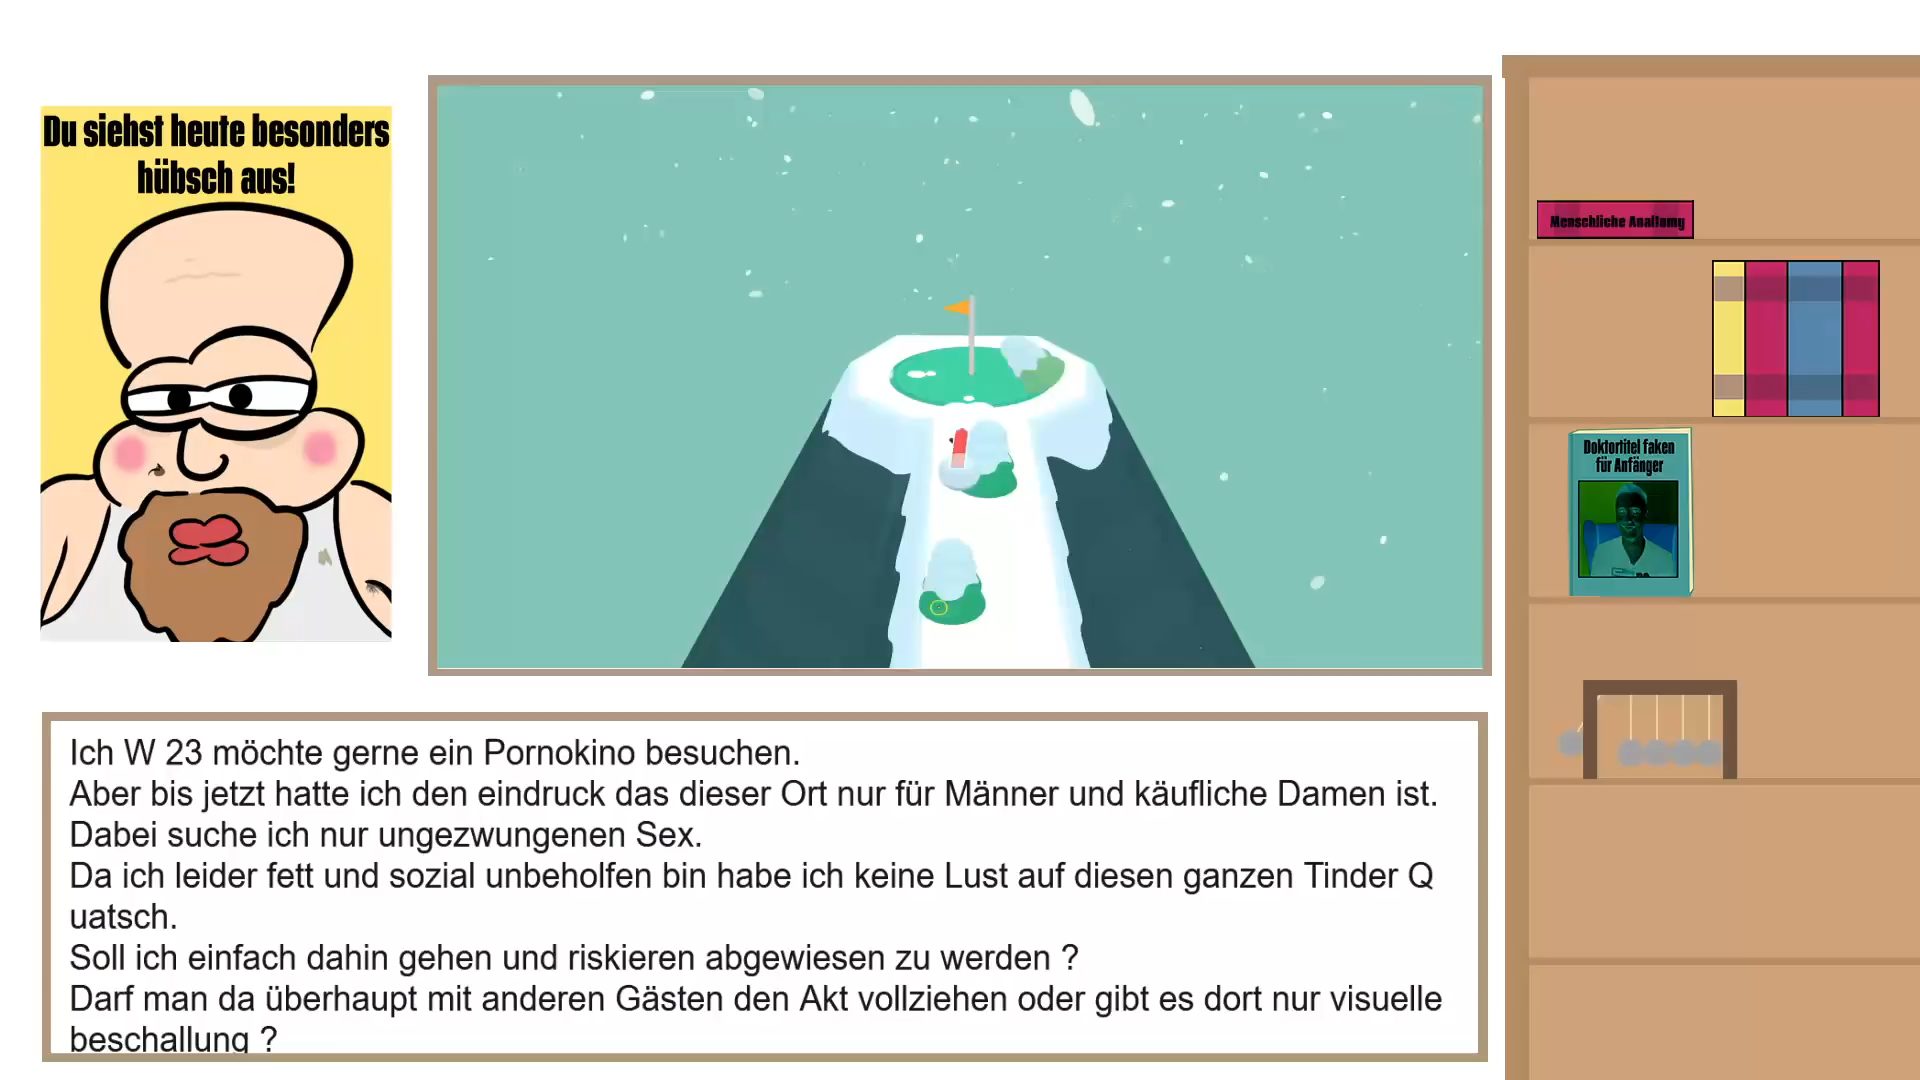 Du siehst heute besonders
hübsch aus!
Menschliche Anatomy
Doktortitel faken
für Anfänger
Ich W 23 möchte gerne ein Pornokino besuchen.
Aber bis jetzt hatte ich den eindruck das dieser Ort nur für Männer und käufliche Damen ist.
Dabei suche ich nur ungezwungenen Sex.
Da ich leider fett und sozial unbeholfen bin habe ich keine Lust auf diesen ganzen Tinder Q
uatsch.
Soll ich einfach dahin gehen und riskieren abgewiesen zu werden ?
Darf man da überhaupt mit anderen Gästen den Akt vollziehen oder gibt es dort nur visuelle
beschallung ?